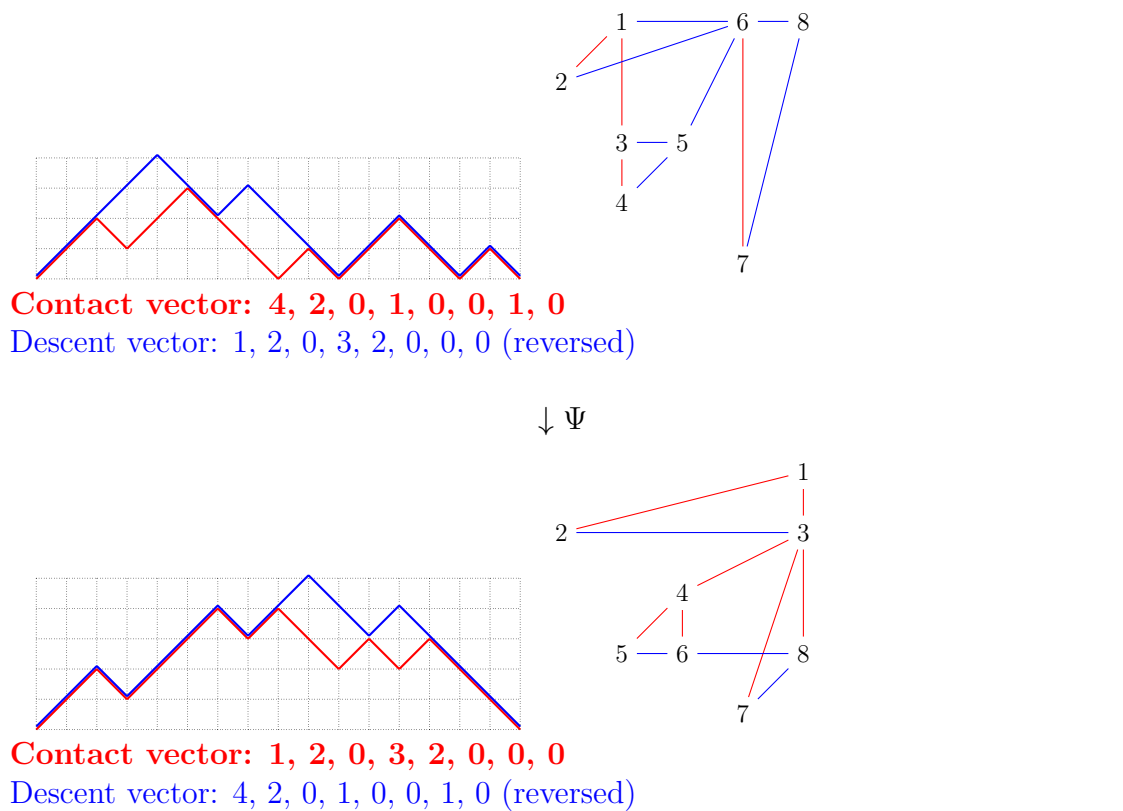 1 6 8
2
3 5
4
7
Contact vector: 4, 2, 0, 1, 0, 0, 1, 0
Descent vector: 1, 2, 0, 3, 2, 0, 0, 0 (reversed)
↓ Ψ
1
2 3
4
5 6 8
7
Contact vector: 1, 2, 0, 3, 2, 0, 0, 0
Descent vector: 4, 2, 0, 1, 0, 0, 1, 0 (reversed)